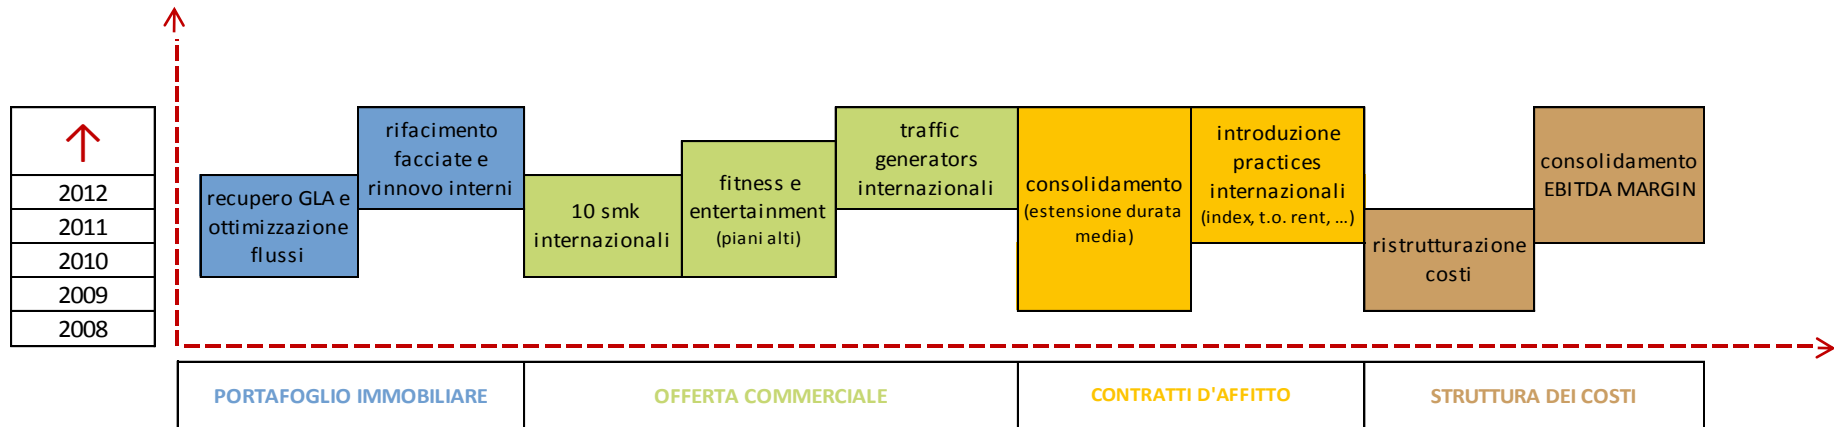 2012
2011
2010
2009
2008
recupero GLA e
ottimizzazione
flussi
rifacimento
facciate e
rinnovo interni
10 smk
internazionali
fitness e
entertainment
(piani alti)
traffic
generators
internazionali
consolidamento
(estensione durata
media)
introduzione
practices
internazionali
(index, t.o. rent, ...)
ristrutturazione
costi
consolidamento
EBITDA MARGIN
PORTAFOGLIO IMMOBILIARE
OFFERTA COMMERCIALE
CONTRATTI D'AFFITTO
STRUTTURA DEI COSTI